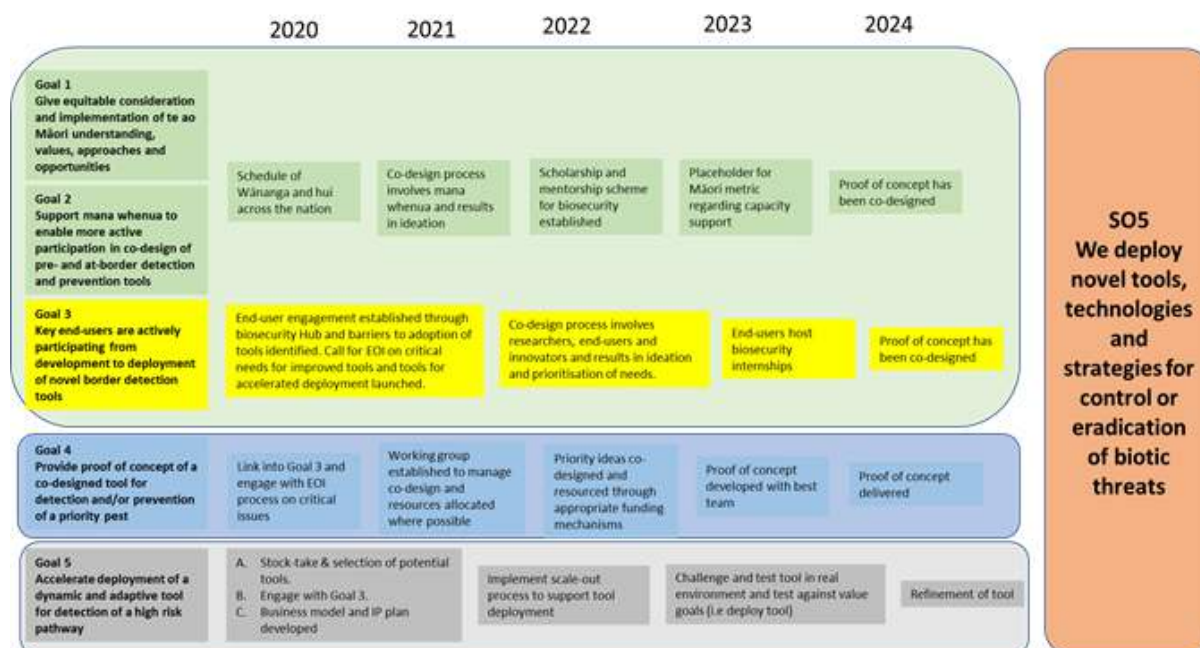 2020 2021 2022 2023 2024
Goal 1
Give equitable consideration
and implementation of te ao
Māori understanding,
values, approaches and
opportunities
Goal 2
Support mana whenua to
enable more active
participation in co-design of
pre- and at-border detection
and prevention tools
Schedule of
Wānanga and hui
across the nation
Co-design process
involves mana
whenua and results
in ideation
Scholarship and
mentorship scheme
for biosecurity
established
Placeholder for
Māori metric
regarding capacity
support
Proof of concept has
been co-designed
Goal 3
Key end-users are actively
participating from
development to deployment
of novel border detection
tools
End-user engagement established through
biosecurity Hub and barriers to adoption of
tools identified. Call for EOI on critical
needs for improved tools and tools for
accelerated deployment launched.
Co-design process involves
researchers, end-users and
innovators and results in ideation
and prioritisation of needs.
End-users host
biosecurity
internships
Proof of concept has
been co-designed
Goal 4
Provide proof of concept of a
co-designed tool for
detection and/or prevention
of a priority pest
Link into Goal 3 and
engage with EOI
process on critical
issues
Working group
established to manage
co-design and
resources allocated
where possible
Priority ideas co-
designed and
resourced through
appropriate funding
mechanisms
Proof of concept
developed with best
team
Proof of concept
delivered
Goal 5
Accelerate deployment of a
dynamic and adaptive tool
for detection of a high risk
pathway
A. Stock-take & selection of potential
tools.
B. Engage with Goal 3.
C. Business model and IP plan
developed
Implement scale-out
process to support tool
deployment
Challenge and test tool in real
environment and test against value
goals (i.e deploy tool)
Refinement of tool
SO5
We deploy
novel tools,
technologies
and
strategies for
control or
eradication
of biotic
threats